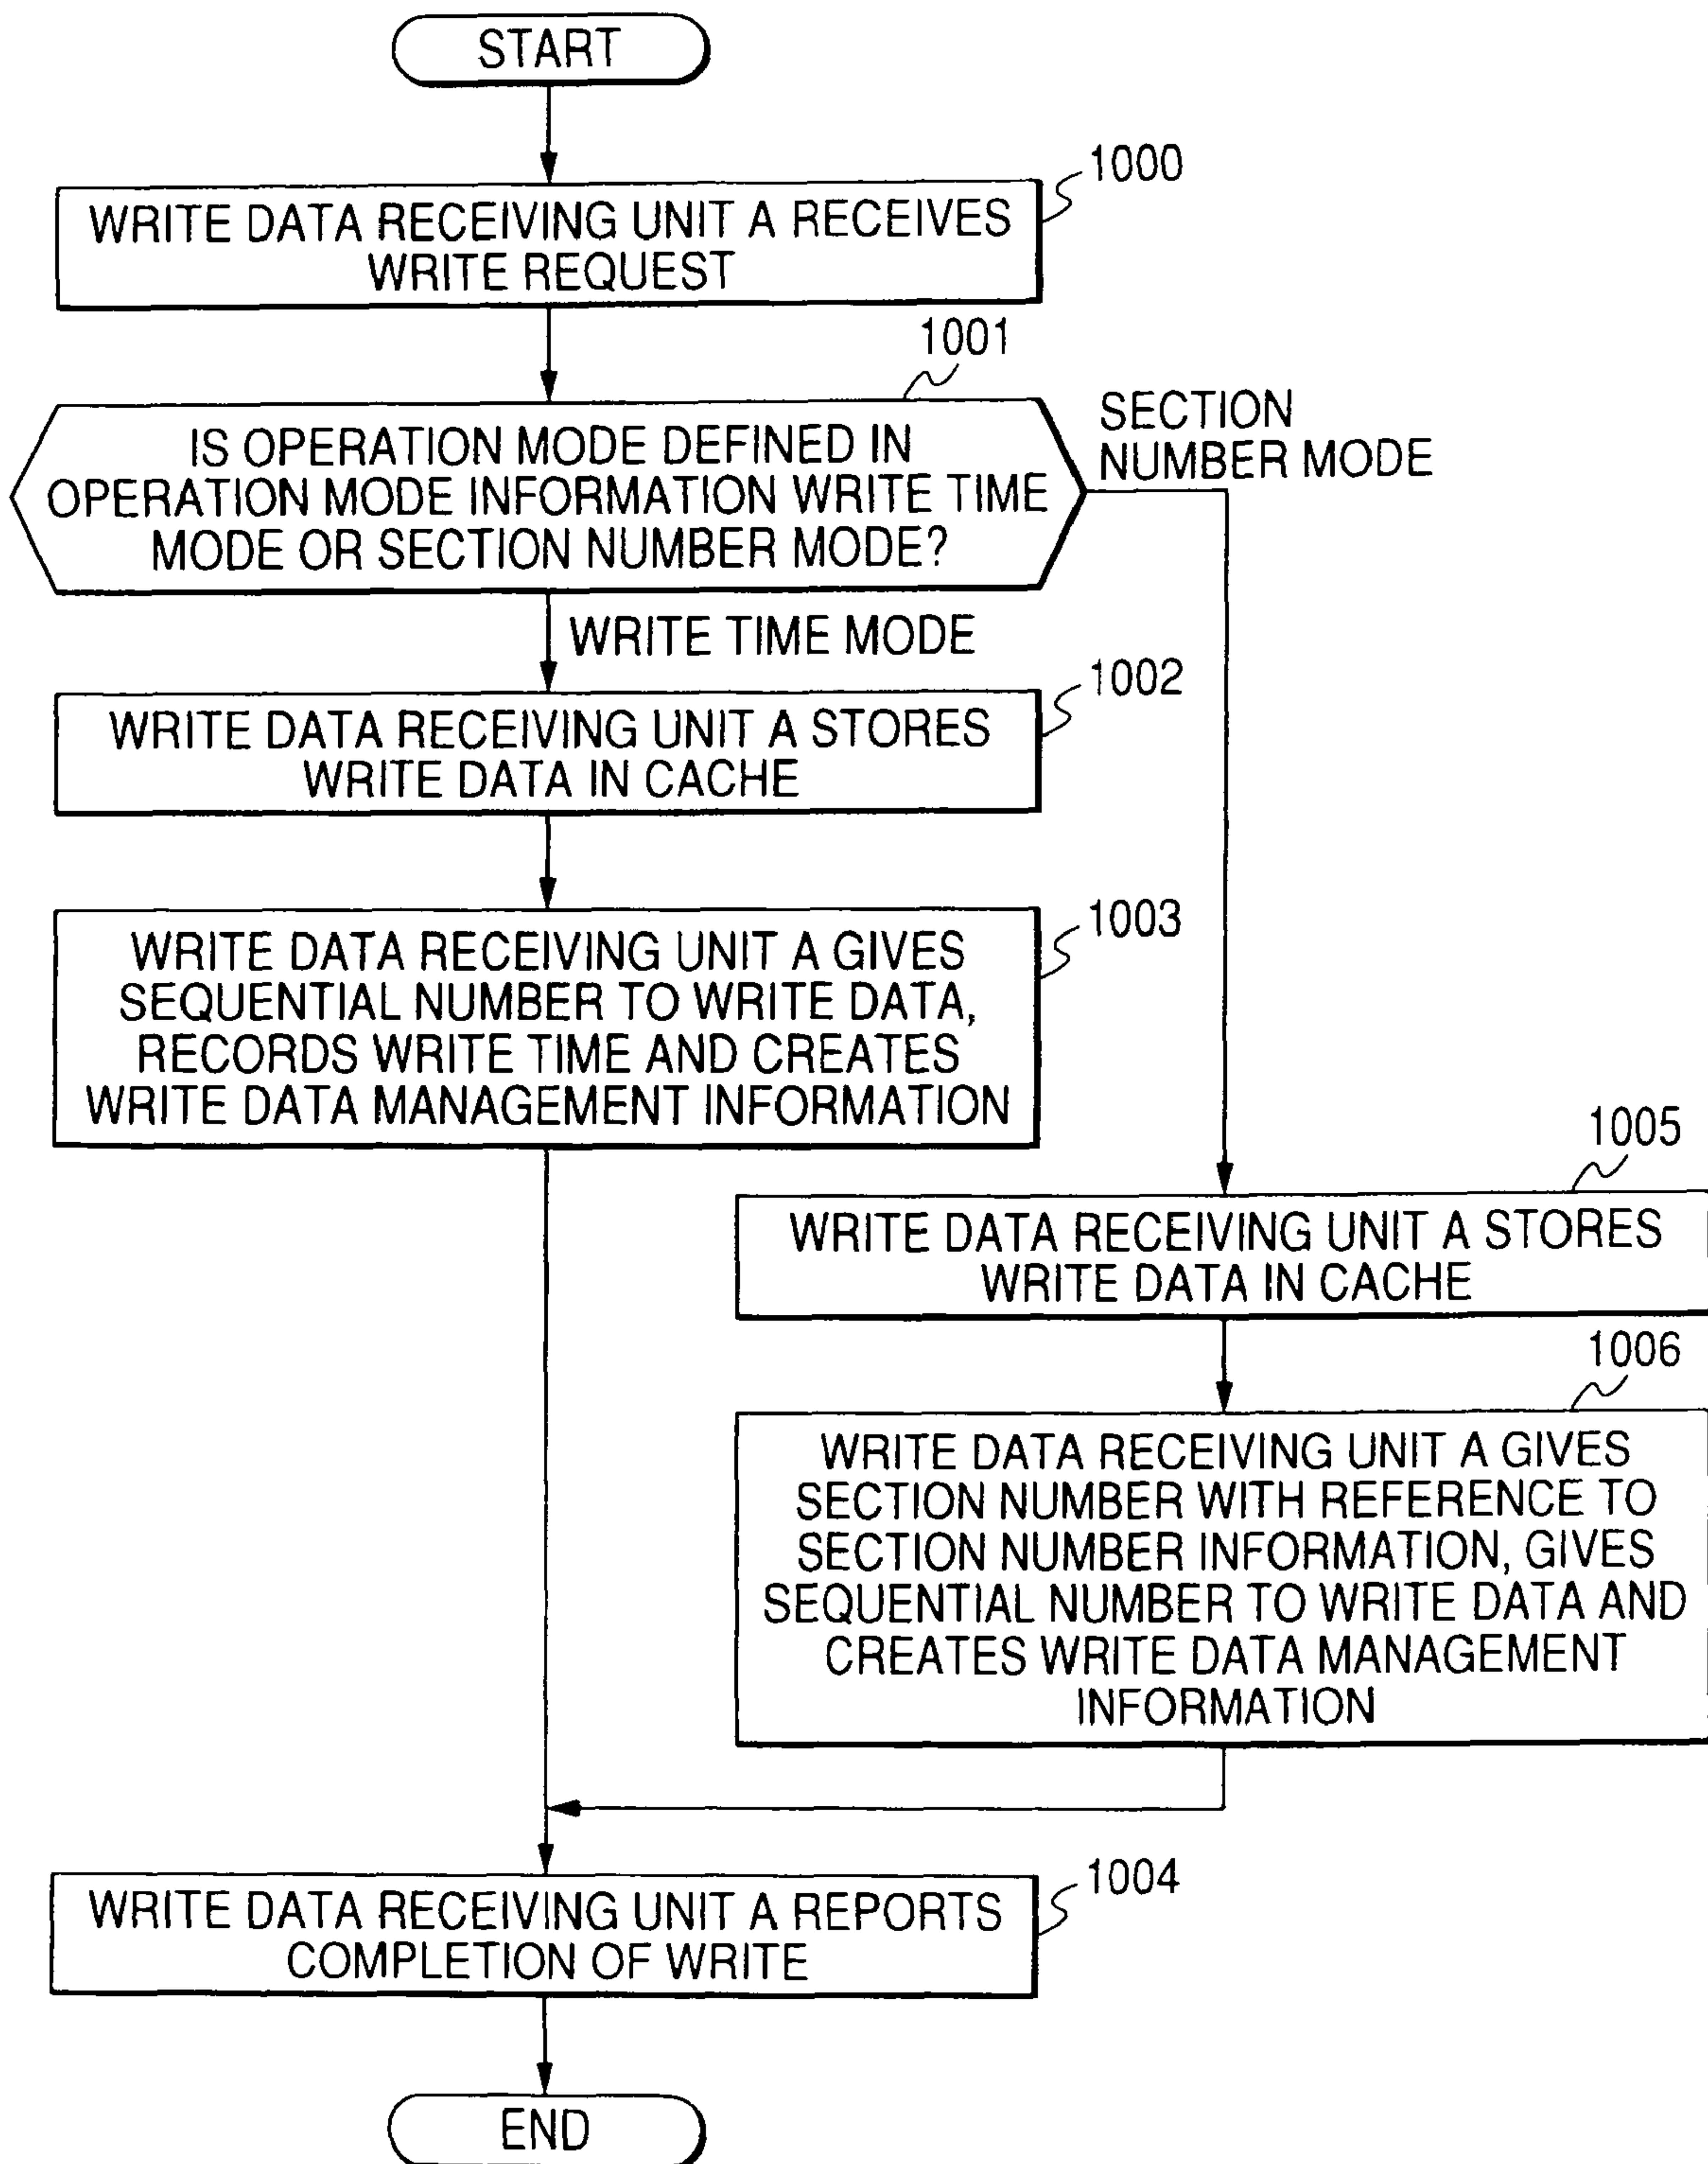 START
1000
WRITE DATA RECEIVING UNIT A RECEIVES
WRITE REQUEST
1001
IS OPERATION MODE DEFINED IN
OPERATION MODE INFORMATION WRITE TIME
MODE OR SECTION NUMBER MODE?
SECTION
NUMBER MODE
WRITE TIME MODE
1002
WRITE DATA RECEIVING UNIT A STORES
WRITE DATA IN CACHE
1003
WRITE DATA RECEIVING UNIT A GIVES
SEQUENTIAL NUMBER TO WRITE DATA,
RECORDS WRITE TIME AND CREATES
WRITE DATA MANAGEMENT INFORMATION
1005
WRITE DATA RECEIVING UNIT A STORES
WRITE DATA IN CACHE
1006
WRITE DATA RECEIVING UNIT A GIVES
SECTION NUMBER WITH REFERENCE TO
SECTION NUMBER INFORMATION, GIVES
SEQUENTIAL NUMBER TO WRITE DATA AND
CREATES WRITE DATA MANAGEMENT
INFORMATION
1004
WRITE DATA RECEIVING UNIT A REPORTS
COMPLETION OF WRITE
END